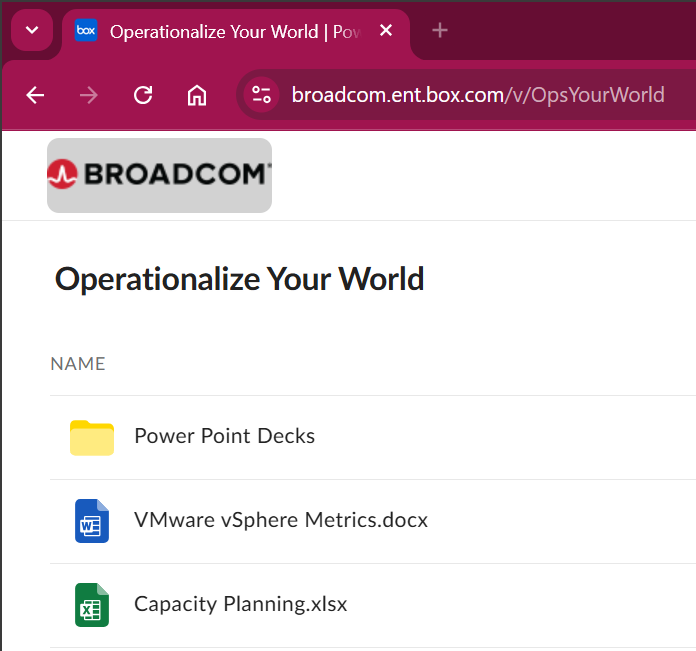 box Operationalize Your World | Pow
broadcom.ent.box.com/v/OpsYourWorld
BROADCOM
Operationalize Your World
NAME
Power Point Decks
VMware vSphere Metrics.docx
Capacity Planning.xlsx